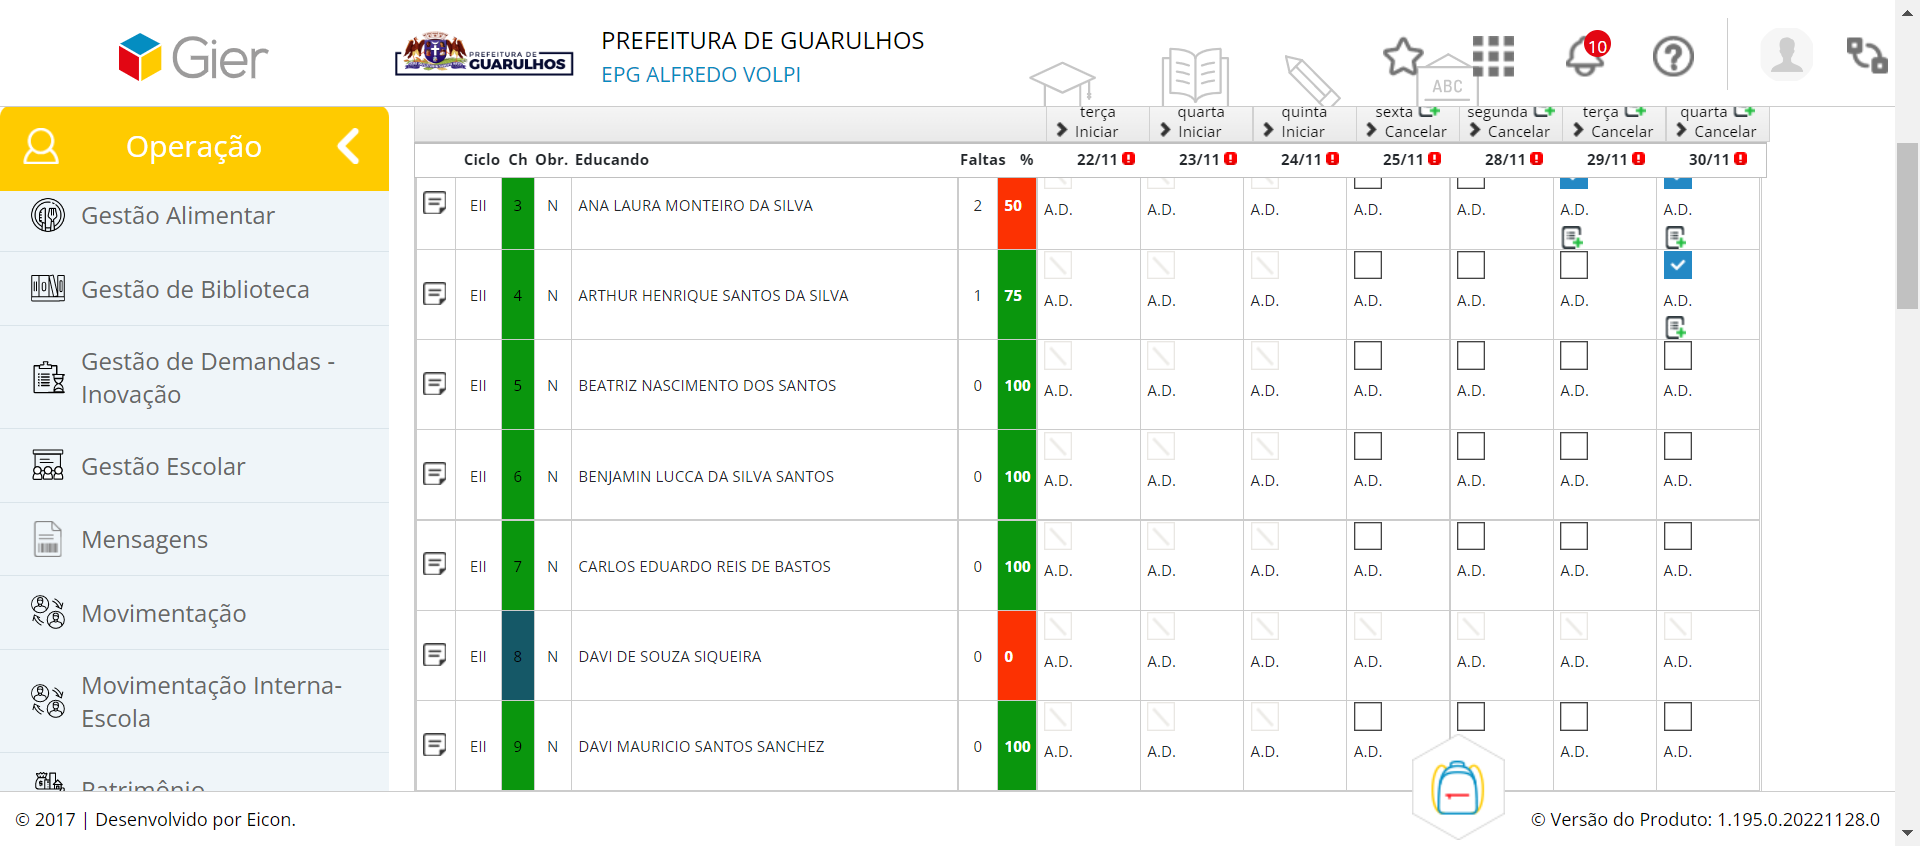 Gier
PREFEITURA DE
GUARULHOS
PREFEITURA DE GUARULHOS
EPG ALFREDO VOLPI
ABC
10
?
Operação
Gestão Alimentar
Gestão de Biblioteca
Gestão de Demandas -
Inovação
Gestão Escolar
Mensagens
Movimentação
Movimentação Interna-
Escola
Patrimônio
terça quarta quinta sexta segunda terça quarta
Iniciar Iniciar Iniciar Cancelar Cancelar Cancelar Cancelar
Ciclo Ch Obr. Educando Faltas % 22/11 23/11 24/11 25/11 28/11 29/11 30/11
EII 3 N ANA LAURA MONTEIRO DA SILVA 2 50 A.D. A.D. A.D. A.D. A.D. A.D. A.D.
EII 4 N ARTHUR HENRIQUE SANTOS DA SILVA 1 75 A.D. A.D. A.D. A.D. A.D. A.D. A.D.
EII 5 N BEATRIZ NASCIMENTO DOS SANTOS 0 100 A.D. A.D. A.D. A.D. A.D. A.D. A.D.
EII 6 N BENJAMIN LUCCA DA SILVA SANTOS 0 100 A.D. A.D. A.D. A.D. A.D. A.D. A.D.
EII 7 N CARLOS EDUARDO REIS DE BASTOS 0 100 A.D. A.D. A.D. A.D. A.D. A.D. A.D.
EII 8 N DAVI DE SOUZA SIQUEIRA 0 0 A.D. A.D. A.D. A.D. A.D. A.D. A.D.
EII 9 N DAVI MAURICIO SANTOS SANCHEZ 0 100 A.D. A.D. A.D. A.D. A.D. A.D. A.D.
© 2017 | Desenvolvido por Eicon.
© Versão do Produto: 1.195.0.20221128.0